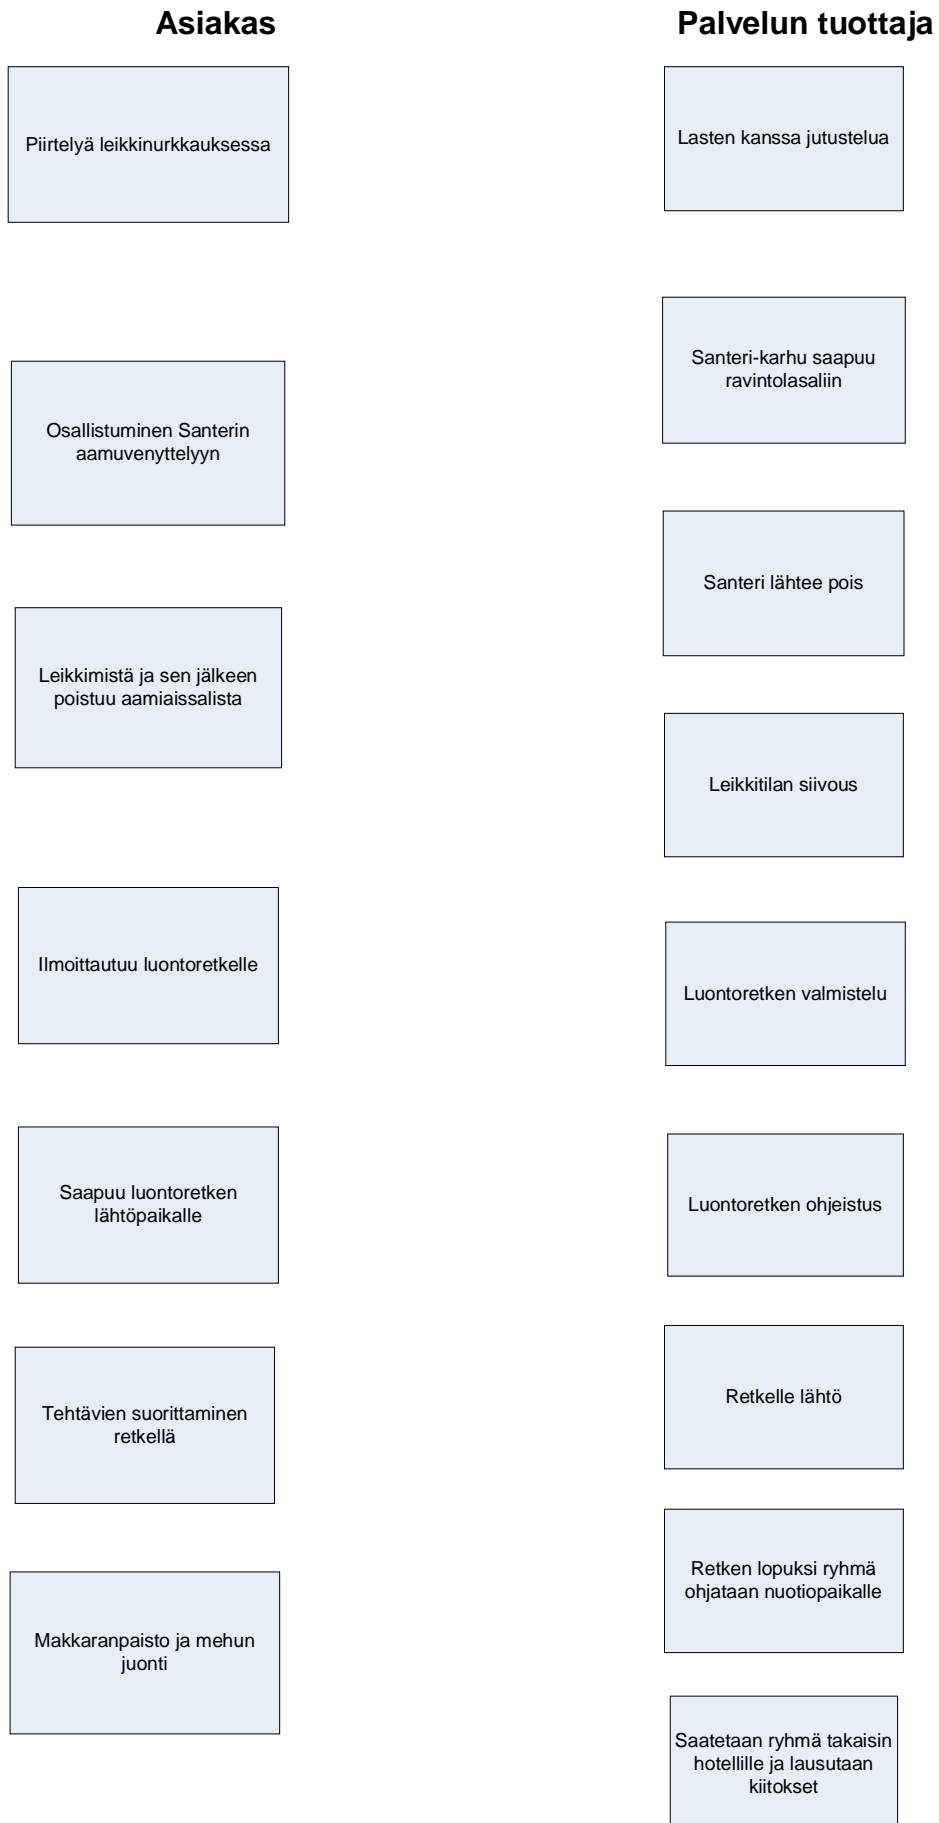 Asiakas
Palvelun tuottaja
Piirtelyä leikkinurkkauksessa
Lasten kanssa jutustelua
Santeri-karhu saapuu
ravintolasaliin
Osallistuminen Santerin
aamuvenyttelyyn
Santeri lähtee pois
Leikkimistä ja sen jälkeen
poistuu aamiaissalista
Leikkitilan siivous
Ilmoittautuu luontoretkelle
Luontoretken valmistelu
Saapuu luontoretken
lähtöpaikalle
Luontoretken ohjeistus
Tehtävien suorittaminen
retkellä
Retkelle lähtö
Retken lopuksi ryhmä
ohjataan nuotiopaikalle
Makkaranpaisto ja mehun
juonti
Saatetaan ryhmä takaisin
hotellille ja lausutaan
kiitokset